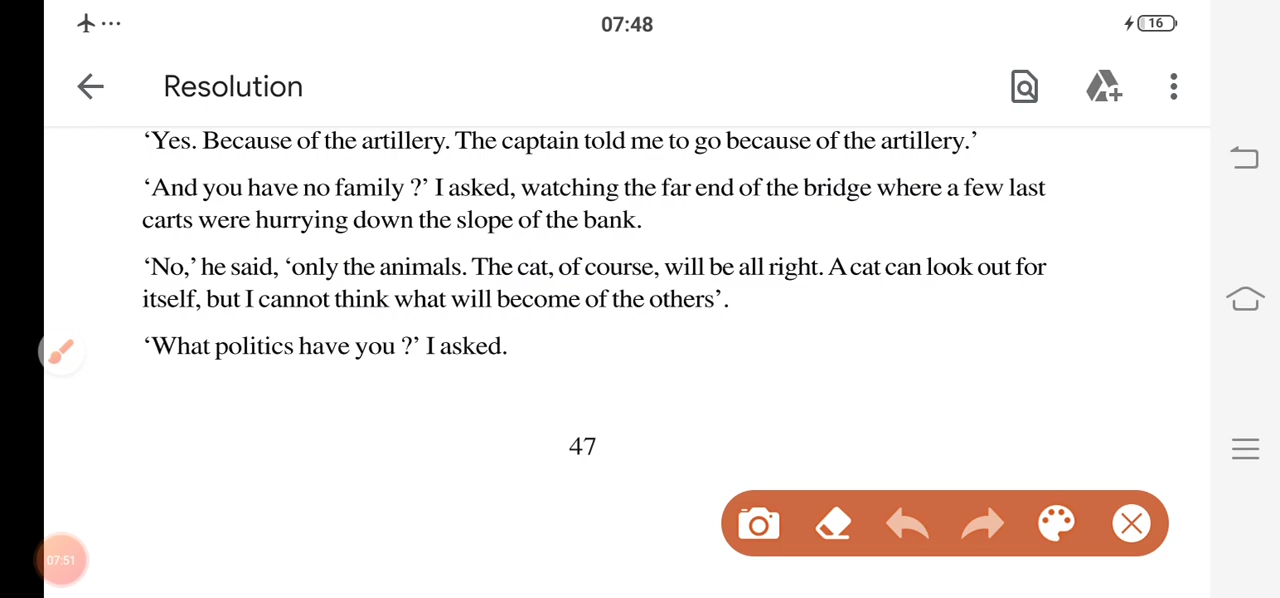 07:48
16
Resolution
‘Yes. Because of the artillery. The captain told me to go because of the artillery.’
‘And you have no family ?’ I asked, watching the far end of the bridge where a few last
carts were hurrying down the slope of the bank.
‘No,’ he said, ‘only the animals. The cat, of course, will be all right. A cat can look out for
itself, but I cannot think what will become of the others’.
‘What politics have you ?’ I asked.
47
07:51